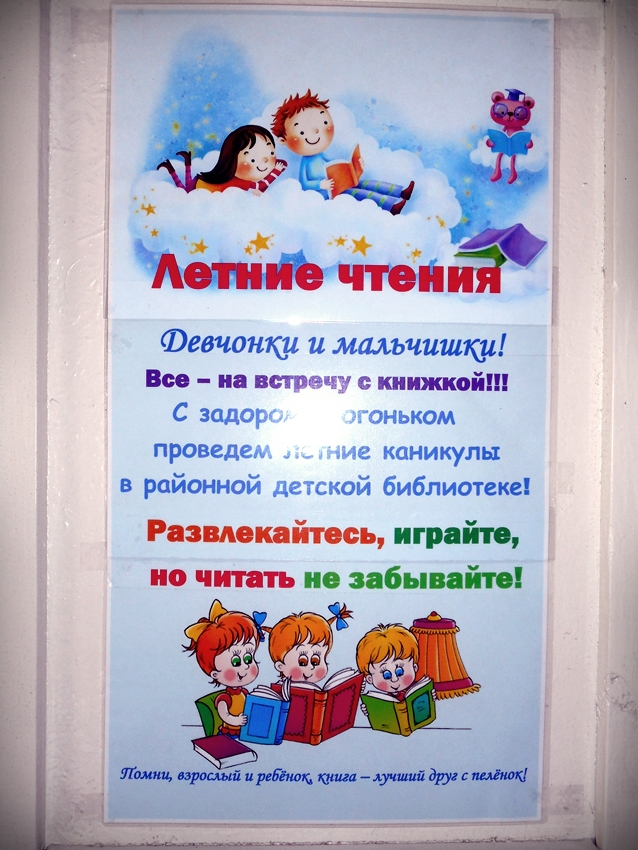 Летние чтения
Девчонки и мальчишки!
Все – на встречу с книжкой!!!
С огоньком
проведем летние каникулы
в районной детской библиотеке!
Развлекайтесь, играйте,
но читать не забывайте!
Помни, взрослый и ребёнок, книга – лучший друг с пелёнок!